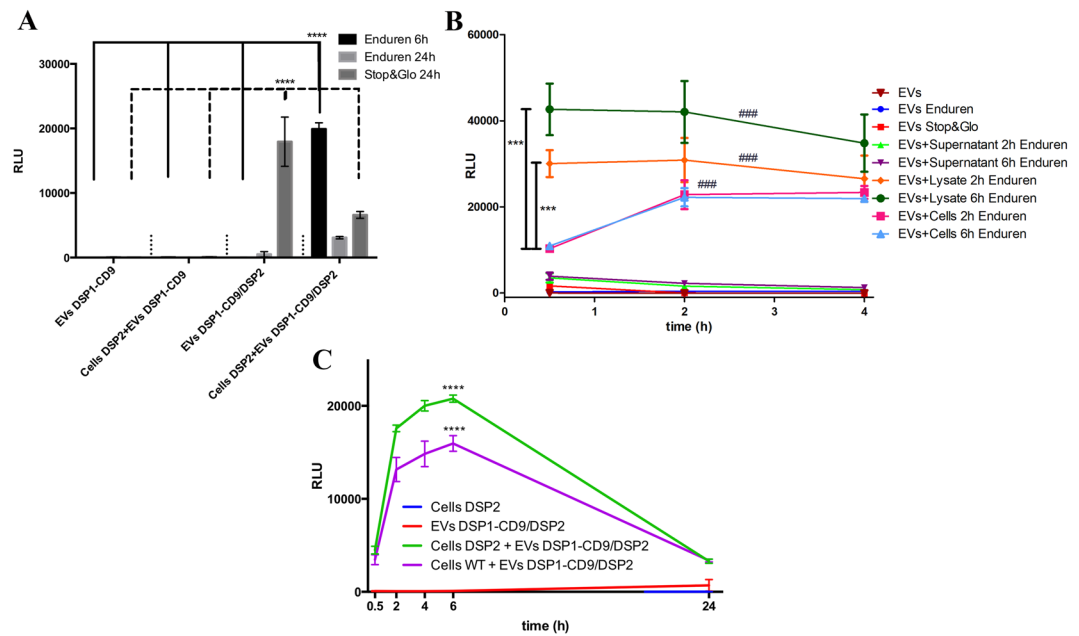 A
****
Enduren 6h
Enduren 24h
Stop&Glo 24h
****
30000
20000
10000
0
RLU
EVs DSP1-CD9
Cells DSP2+EVs DSP1-CD9
EVs DSP1-CD9/DSP2
Cells DSP2+EVs DSP1-CD9/DSP2
B
60000
40000
20000
0
RLU
***
***
###
###
###
0
1
2
3
4
time (h)
EVs
EVs Enduren
EVs Stop&Glo
EVs+Supernatant 2h Enduren
EVs+Supernatant 6h Enduren
EVs+Lysate 2h Enduren
EVs+Lysate 6h Enduren
EVs+Cells 2h Enduren
EVs+Cells 6h Enduren
C
****
****
20000
10000
0
RLU
Cells DSP2
EVs DSP1-CD9/DSP2
Cells DSP2 + EVs DSP1-CD9/DSP2
Cells WT + EVs DSP1-CD9/DSP2
0.5 2 4 6 24
time (h)